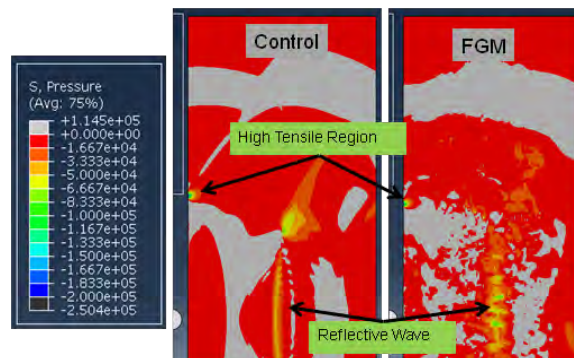 Control
FGM
S, Pressure
(Avg: 75%)
+1.145e+05
+0.000e+00
-1.667e+04
-3.333e+04
-5.000e+04
-6.667e+04
-8.333e+04
-1.000e+05
-1.167e+05
-1.333e+05
-1.500e+05
-1.667e+05
-1.833e+05
-2.000e+05
-2.504e+05
High Tensile Region
Reflective Wave